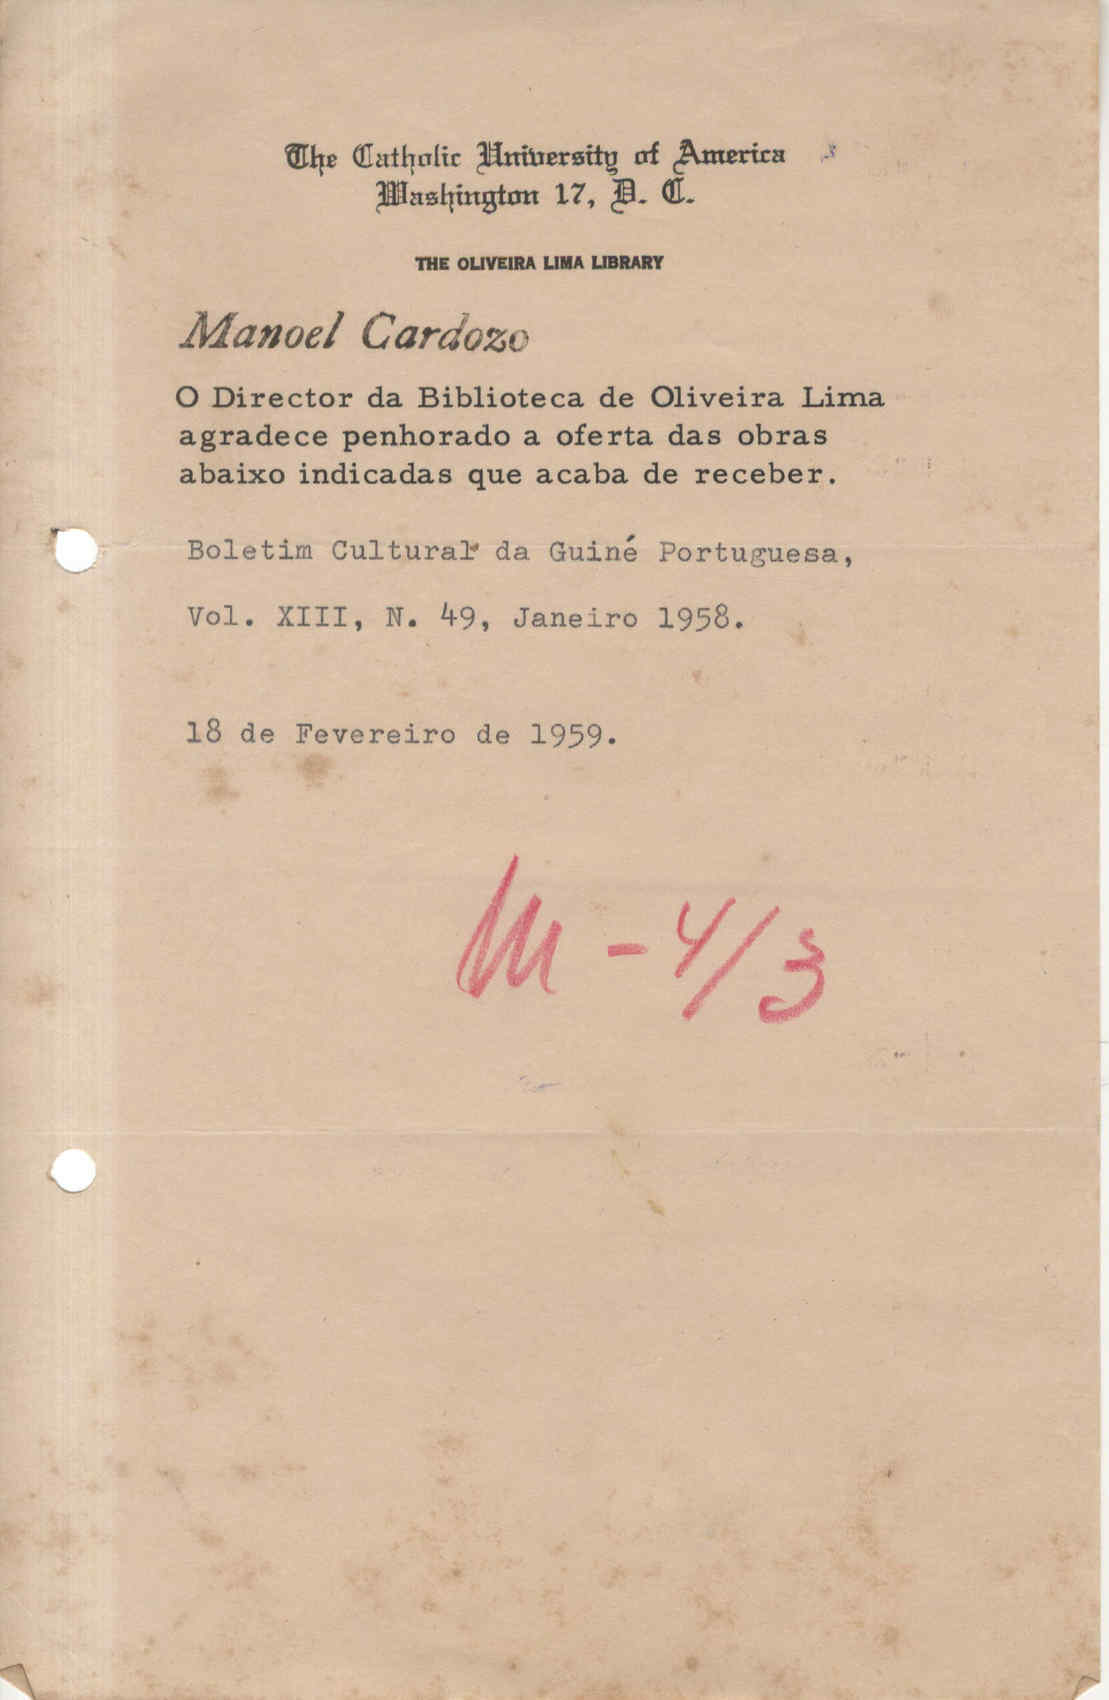 The Catholic University of America
Washington 17, D. C.
THE OLIVEIRA LIMA LIBRARY
Manoel Cardozo
O Director da Biblioteca de Oliveira Lima
agradece penhorado a oferta das obras
abaixo indicadas que acaba de receber.
Boletim Cultural da Guiné Portuguesa,
Vol. XIII, N. 49, Janeiro 1958.
18 de Fevereiro de 1959.
M - 4/3